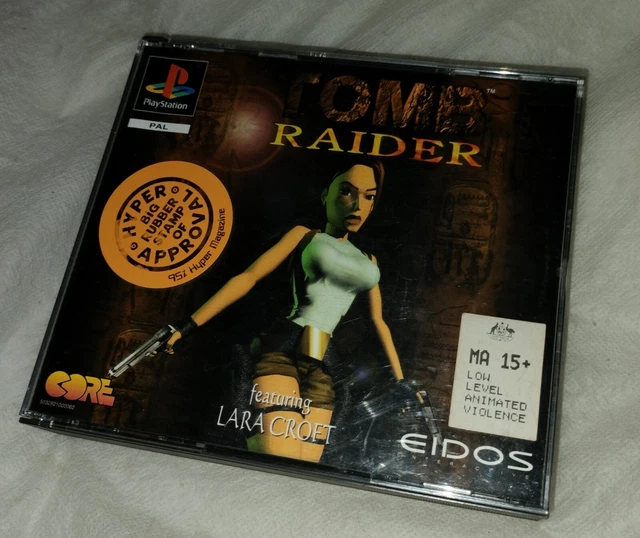 PlayStation
PAL
TOMB™
RAIDER
HYPER
BIG
RUBBER
STAMP
OF
APPROVAL
95% Hyper Magazine
MA 15+
LOW
LEVEL
ANIMATED
VIOLENCE
featuring
LARA CROFT
CORE
EIDOS